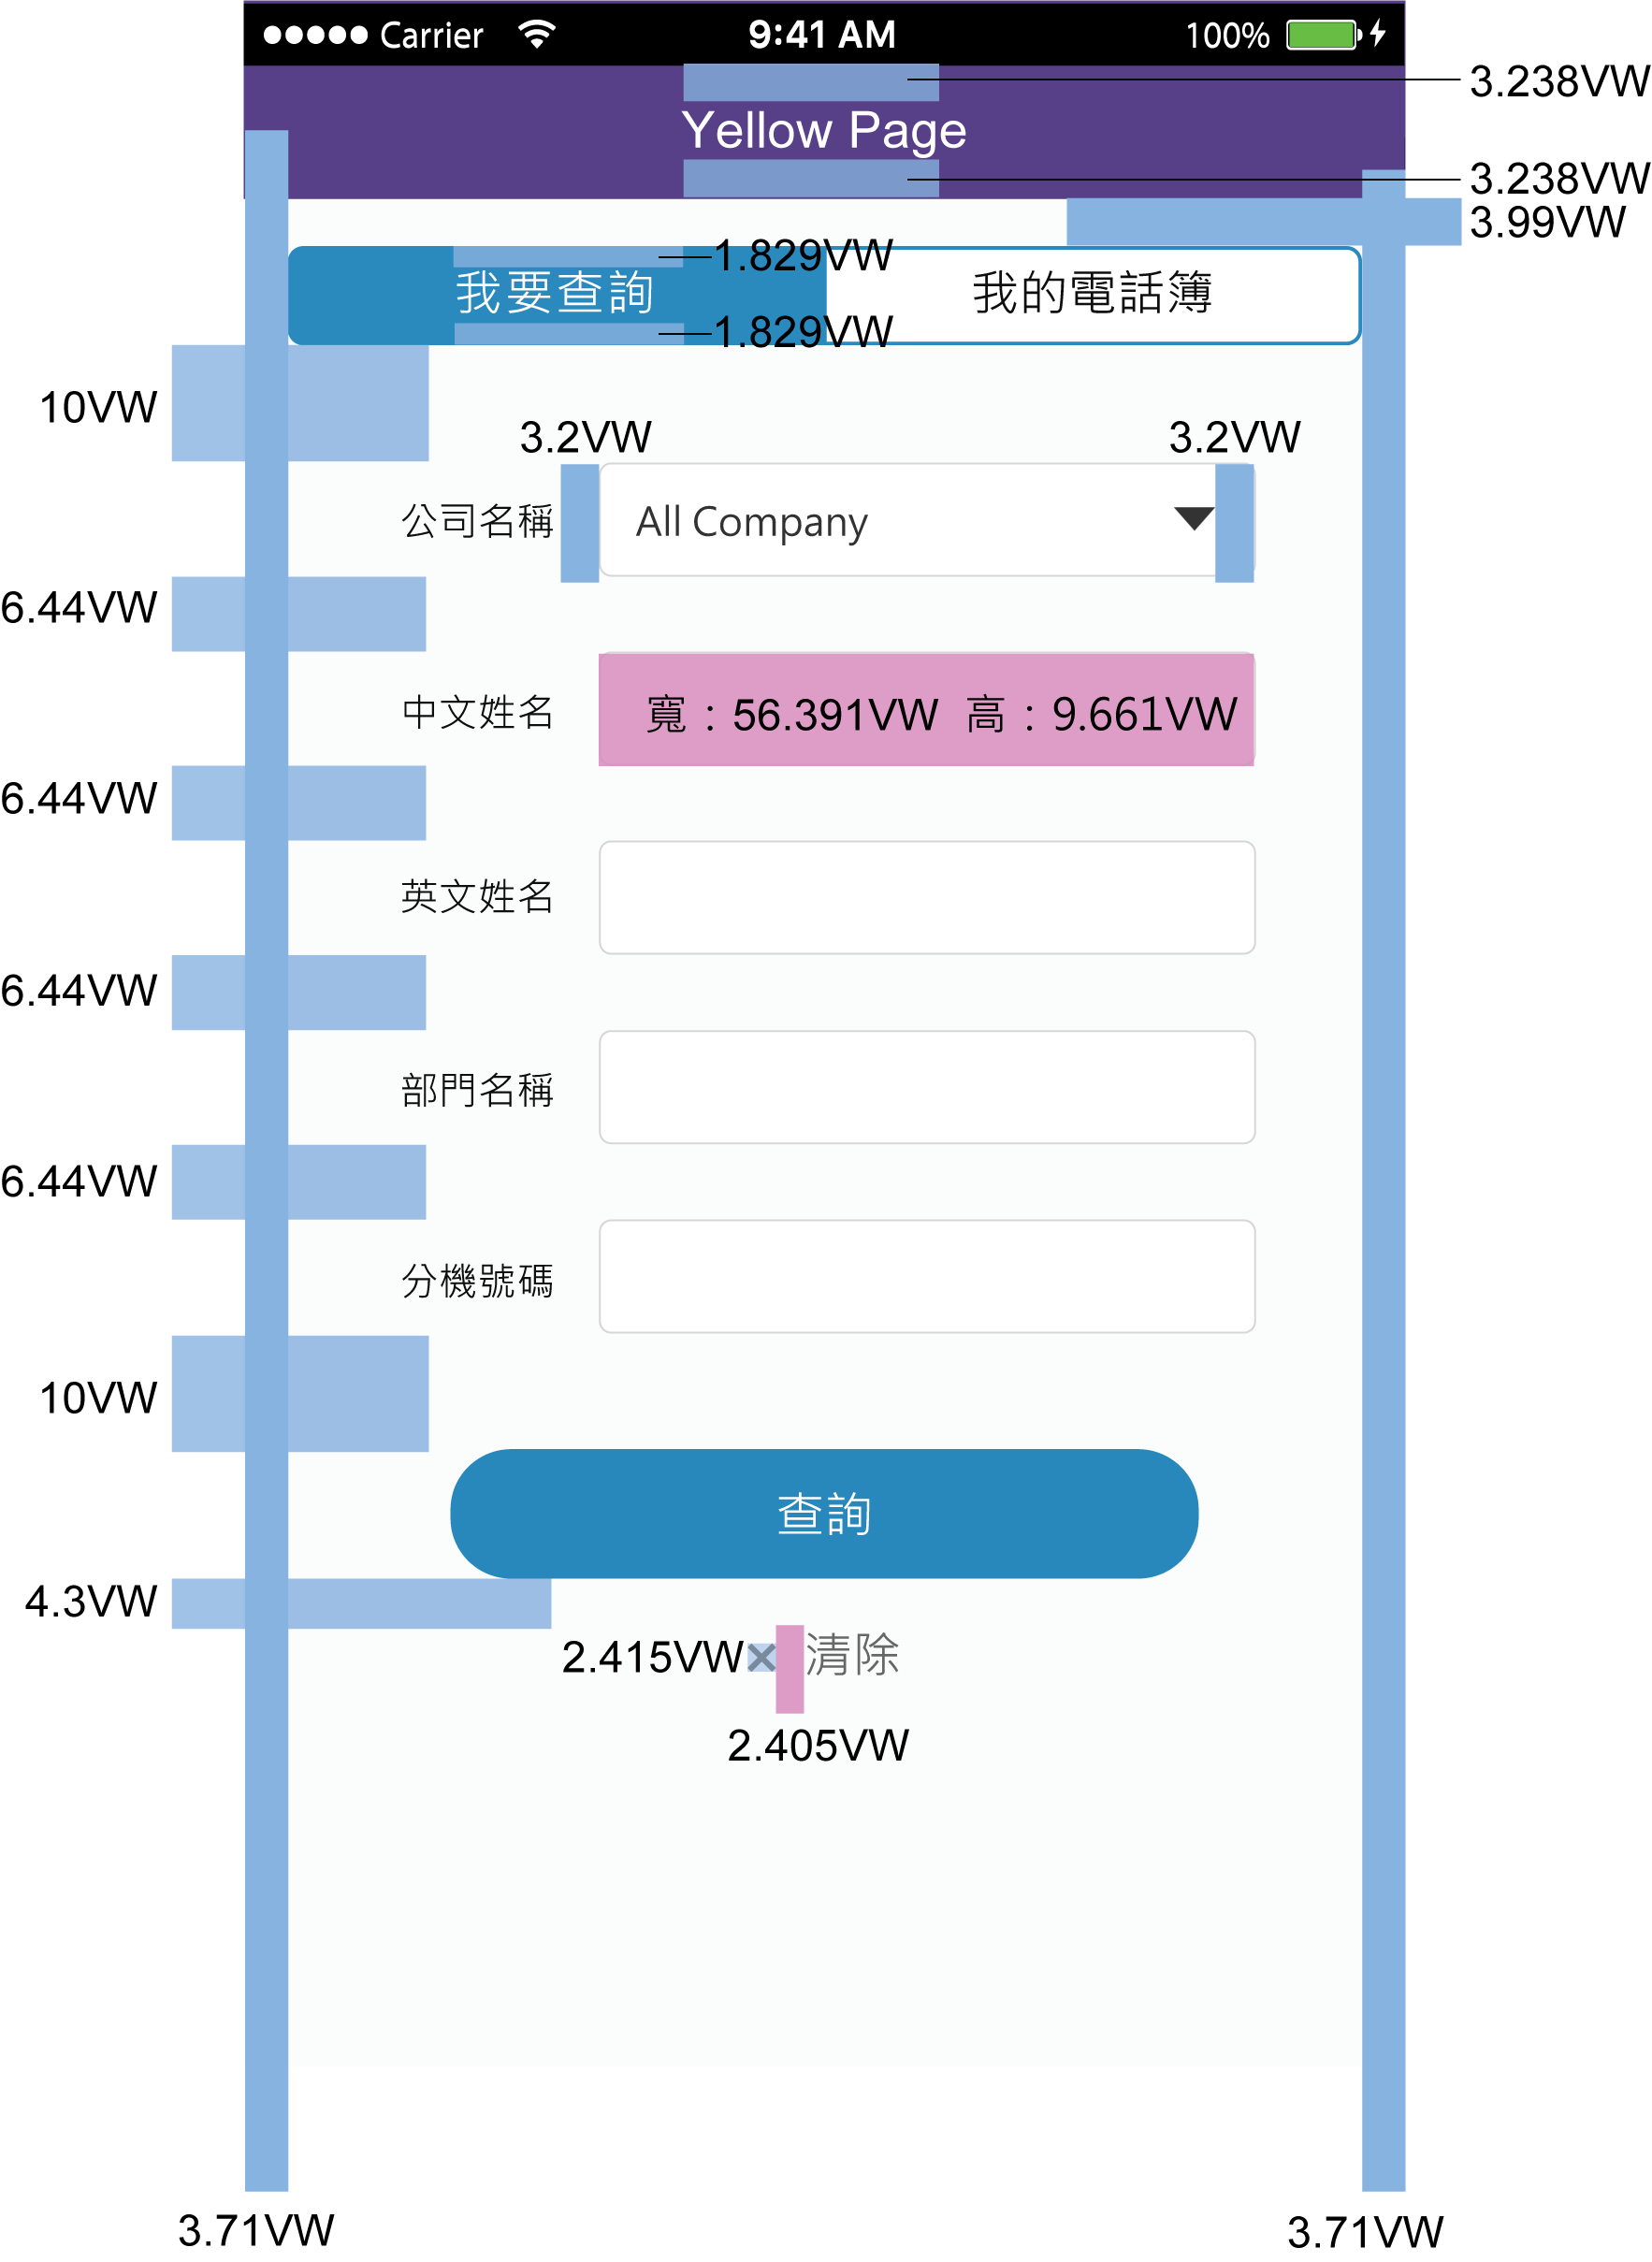 Carrier 9:41 AM 100%
3.238VW
Yellow Page
3.238VW
3.99VW
1.829VW
我要查詢 我的電話簿
1.829VW
10VW
3.2VW 3.2VW
公司名稱 All Company
6.44VW
中文姓名 寬：56.391VW 高：9.661VW
6.44VW
英文姓名
6.44VW
部門名稱
6.44VW
分機號碼
10VW
查詢
4.3VW
2.415VW 清除
2.405VW
3.71VW 3.71VW